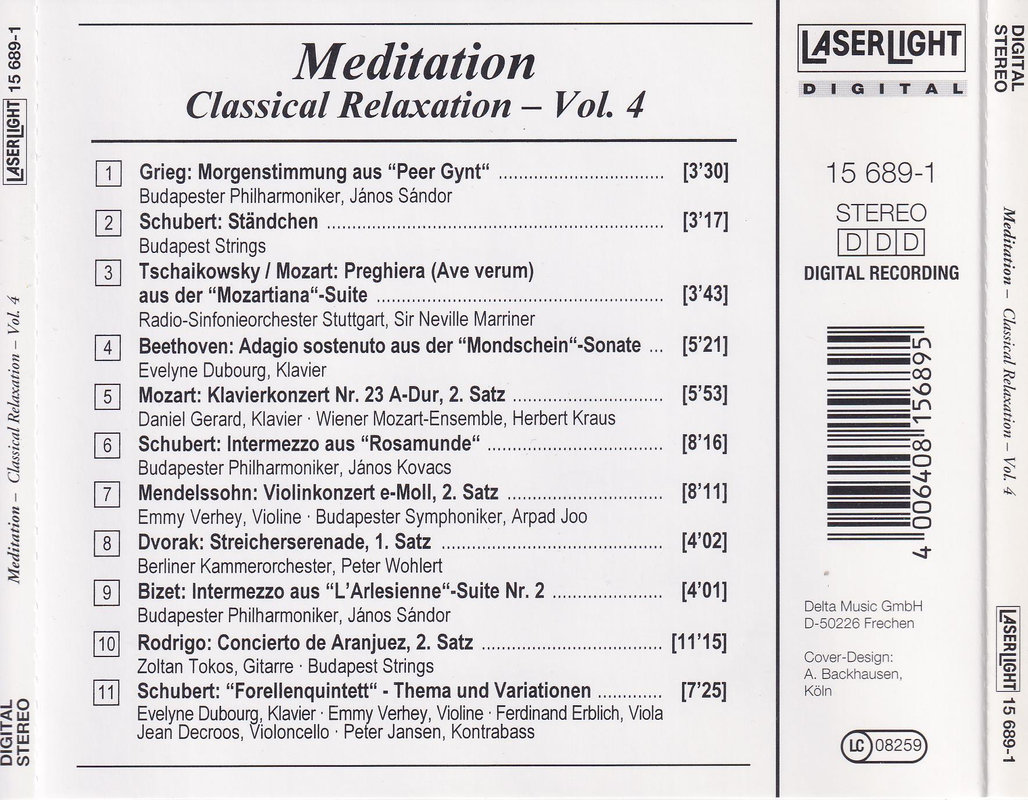 Meditation
Classical Relaxation – Vol. 4
1 Grieg: Morgenstimmung aus “Peer Gynt“ ................................ [3’30]
Budapester Philharmoniker, János Sándor
2 Schubert: Ständchen ................................................................. [3’17]
Budapest Strings
3 Tschaikowsky / Mozart: Preghiera (Ave verum)
aus der “Mozartiana“-Suite ........................................................ [3’43]
Radio-Sinfonieorchester Stuttgart, Sir Neville Marriner
4 Beethoven: Adagio sostenuto aus der “Mondschein“-Sonate ... [5’21]
Evelyne Dubourg, Klavier
5 Mozart: Klavierkonzert Nr. 23 A-Dur, 2. Satz ............................. [5’53]
Daniel Gerard, Klavier · Wiener Mozart-Ensemble, Herbert Kraus
6 Schubert: Intermezzo aus “Rosamunde“ .................................. [8’16]
Budapester Philharmoniker, János Kovacs
7 Mendelssohn: Violinkonzert e-Moll, 2. Satz .............................. [8’11]
Emmy Verhey, Violine · Budapester Symphoniker, Arpad Joo
8 Dvorak: Streicherserenade, 1. Satz ........................................... [4’02]
Berliner Kammerorchester, Peter Wohlert
9 Bizet: Intermezzo aus “L’Arlesienne“-Suite Nr. 2 ...................... [4’01]
Budapester Philharmoniker, János Sándor
10 Rodrigo: Concierto de Aranjuez, 2. Satz ................................... [11’15]
Zoltan Tokos, Gitarre · Budapest Strings
11 Schubert: “Forellenquintett“ - Thema und Variationen ............. [7’25]
Evelyne Dubourg, Klavier · Emmy Verhey, Violine · Ferdinand Erblich, Viola
Jean Decroos, Violoncello · Peter Jansen, Kontrabass
LASERLIGHT
DIGITAL
15 689-1
STEREO
DDD
DIGITAL RECORDING
4 006408 156895
Delta Music GmbH
D-50226 Frechen
Cover-Design:
A. Backhausen,
Köln
LC 08259
DIGITAL
STEREO
Meditation – Classical Relaxation – Vol. 4
LASERLIGHT 15 689-1
DIGITAL
STEREO
Meditation – Classical Relaxation – Vol. 4
LASERLIGHT 15 689-1